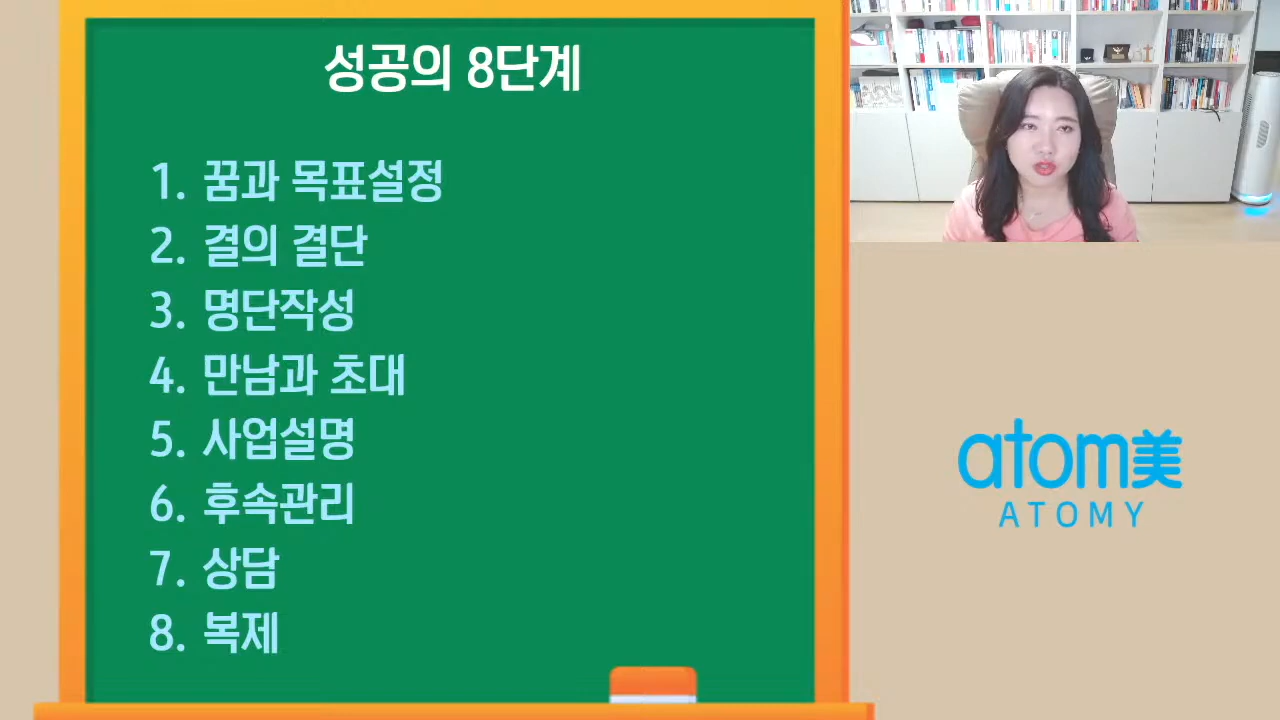 성공의 8단계
1. 꿈과 목표설정
2. 결의 결단
3. 명단작성
4. 만남과 초대
5. 사업설명
6. 후속관리
7. 상담
8. 복제
atom美
ATOMY